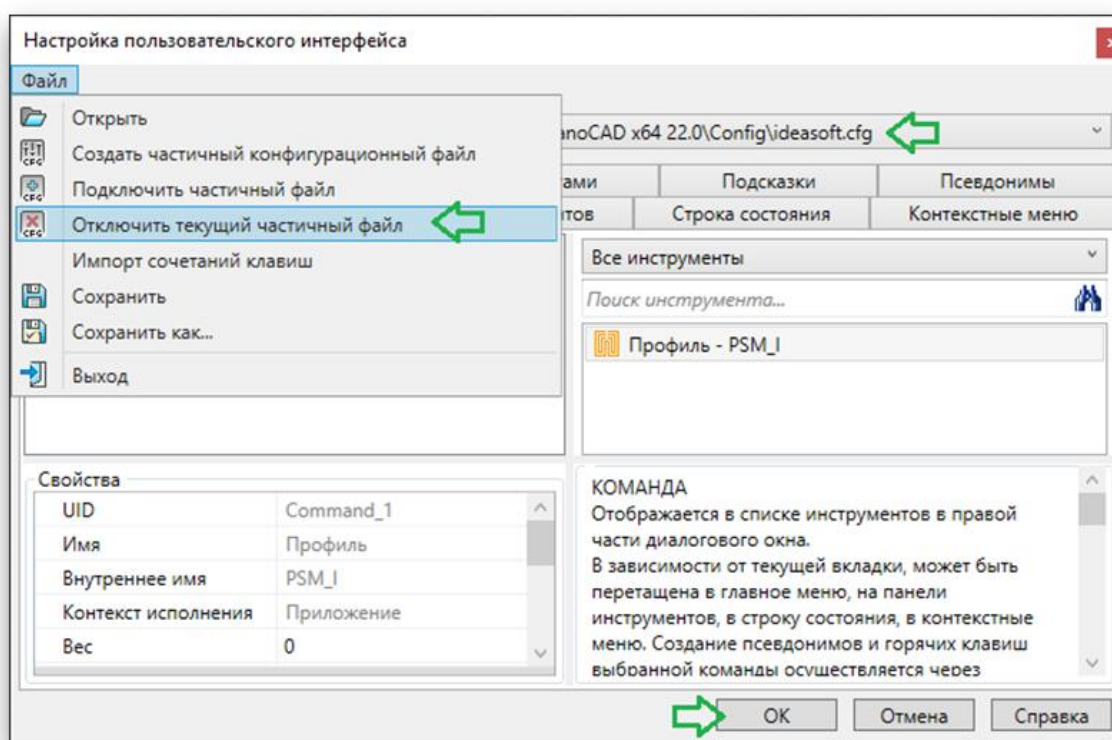 Настройка пользовательского интерфейса
Файл
Открыть
Создать частичный конфигурационный файл
Подключить частичный файл
Отключить текущий частичный файл
Импорт сочетаний клавиш
Сохранить
Сохранить как...
Выход
anoCAD x64 22.0\Config\ideasoft.cfg
ами
Подсказки
Псевдонимы
тов
Строка состояния
Контекстные меню
Все инструменты
Поиск инструмента...
Профиль - PSM_I
Свойства
UID Command_1
Имя Профиль
Внутреннее имя PSM_I
Контекст исполнения Приложение
Вес 0
КОМАНДА
Отображается в списке инструментов в правой
части диалогового окна.
В зависимости от текущей вкладки, может быть
перетащена в главное меню, на панели
инструментов, в строку состояния, в контекстные
меню. Создание псевдонимов и горячих клавиш
выбранной команды осуществляется через
ОК
Отмена
Справка